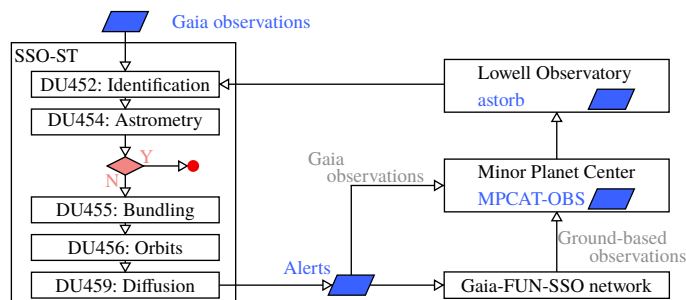 Gaia observations
SSO-ST
DU452: Identification
DU454: Astrometry
Y
N
DU455: Bundling
DU456: Orbits
DU459: Diffusion
Alerts
Gaia
observations
Lowell Observatory
astorb
Minor Planet Center
MPCAT-OBS
Ground-based
observations
Gaia-FUN-SSO network